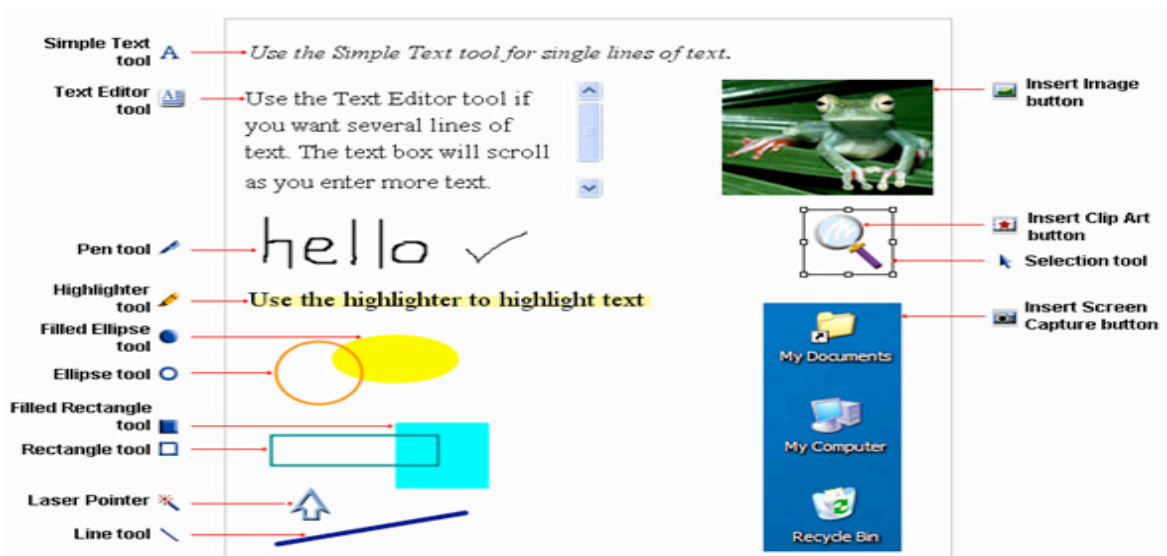 Simple Text
tool
A
Use the Simple Text tool for single lines of text.
Text Editor
tool
A
Use the Text Editor tool if
you want several lines of
text. The text box will scroll
as you enter more text.
Insert Image
button
Pen tool
hello
Insert Clip Art
button
Selection tool
Highlighter
tool
Use the highlighter to highlight text
Insert Screen
Capture button
Filled Ellipse
tool
Ellipse tool
My Documents
Filled Rectangle
tool
Rectangle tool
My Computer
Laser Pointer
Line tool
Recycle Bin